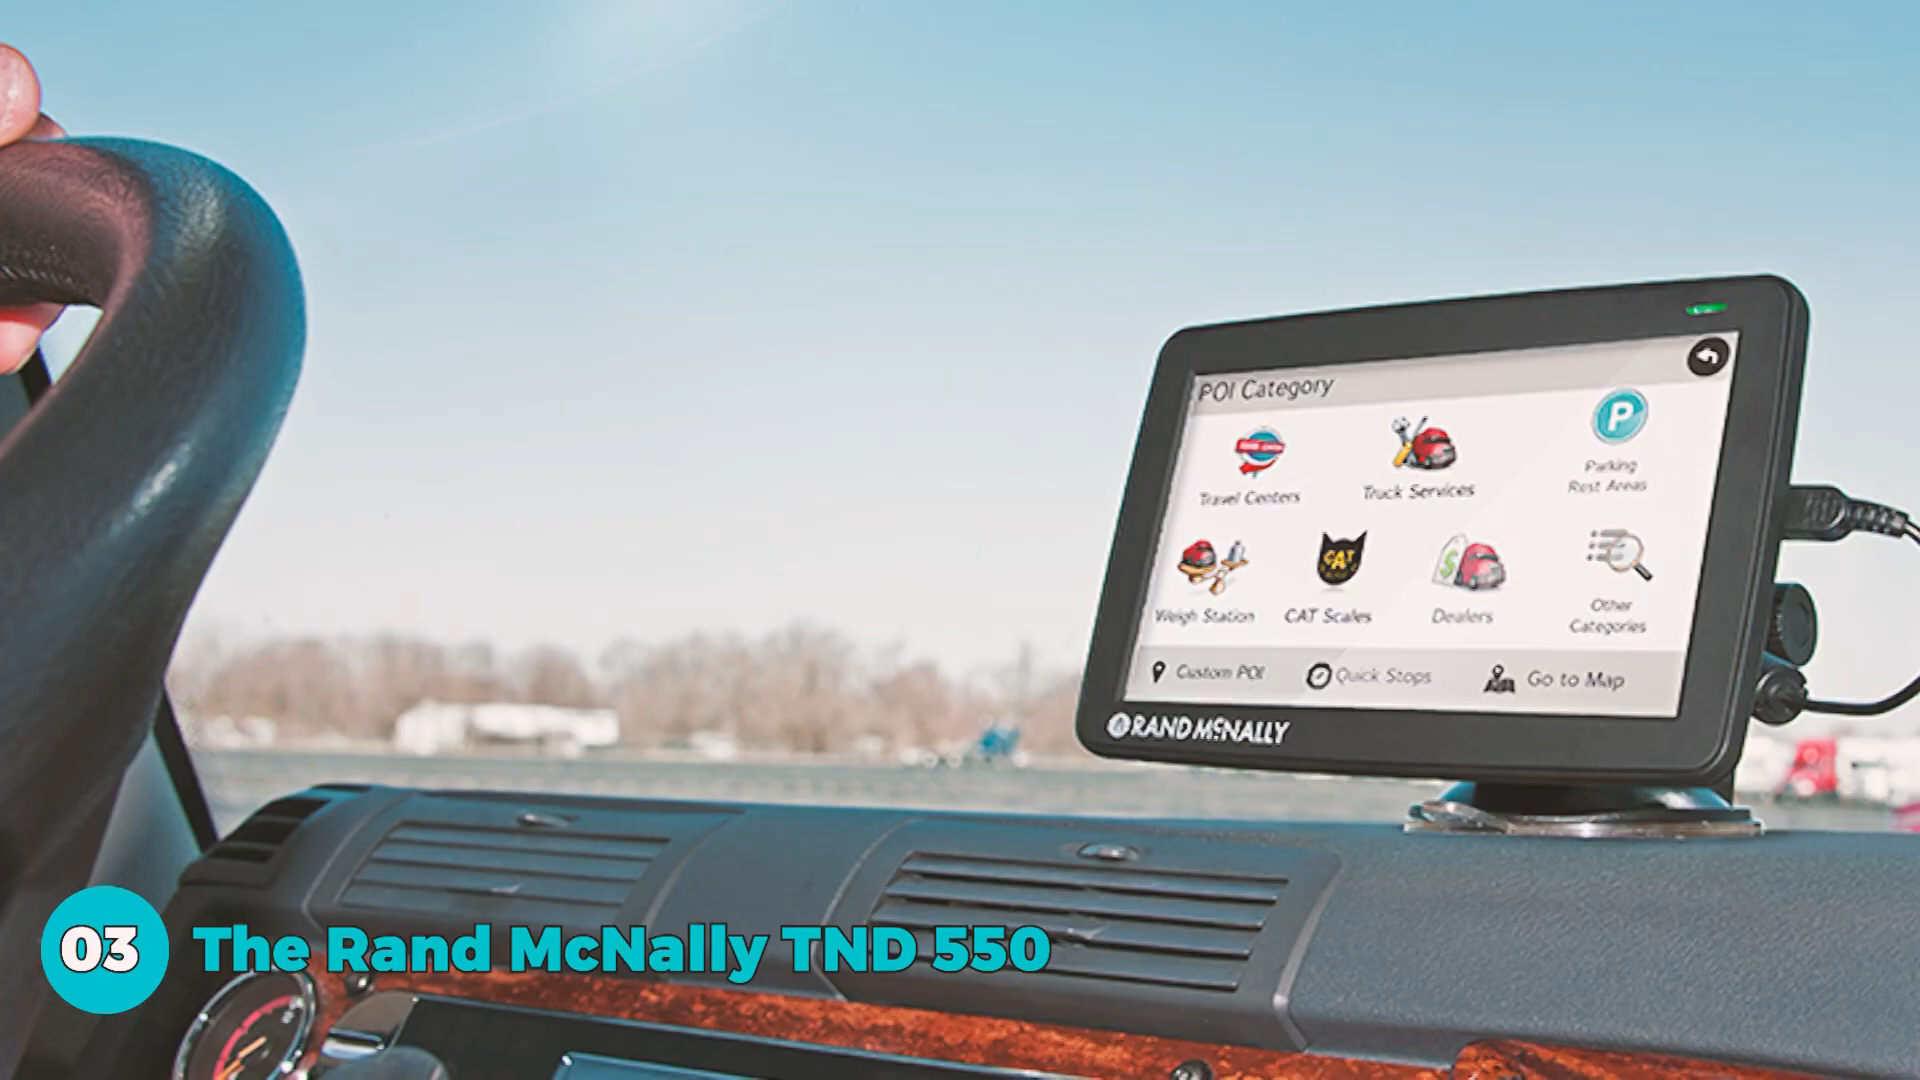 POI Category
Travel Centers
Truck Services
Parking
Rest Areas
Weigh Station
CAT
CAT Scales
Dealers
Other
Categories
Custom POI
Quick Stops
Go to Map
RAND MCNALLY
03
The Rand McNally TND 550